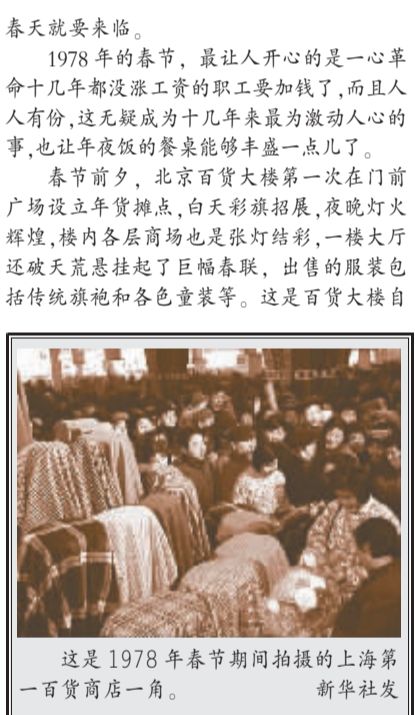 春天就要来临。
1978 年的春节，最让人开心的是一心革
命十几年都没涨工资的职工要加钱了,而且人
人有份,这无疑成为十几年来最为激动人心的
事,也让年夜饭的餐桌能够丰盛一点儿了。
春节前夕，北京百货大楼第一次在门前
广场设立年货摊点,白天彩旗招展,夜晚灯火
辉煌,楼内各层商场也是张灯结彩,一楼大厅
还破天荒悬挂起了巨幅春联，出售的服装包
括传统旗袍和各色童装等。这是百货大楼自
这是 1978 年春节期间拍摄的上海第
一百货商店一角。 新华社发